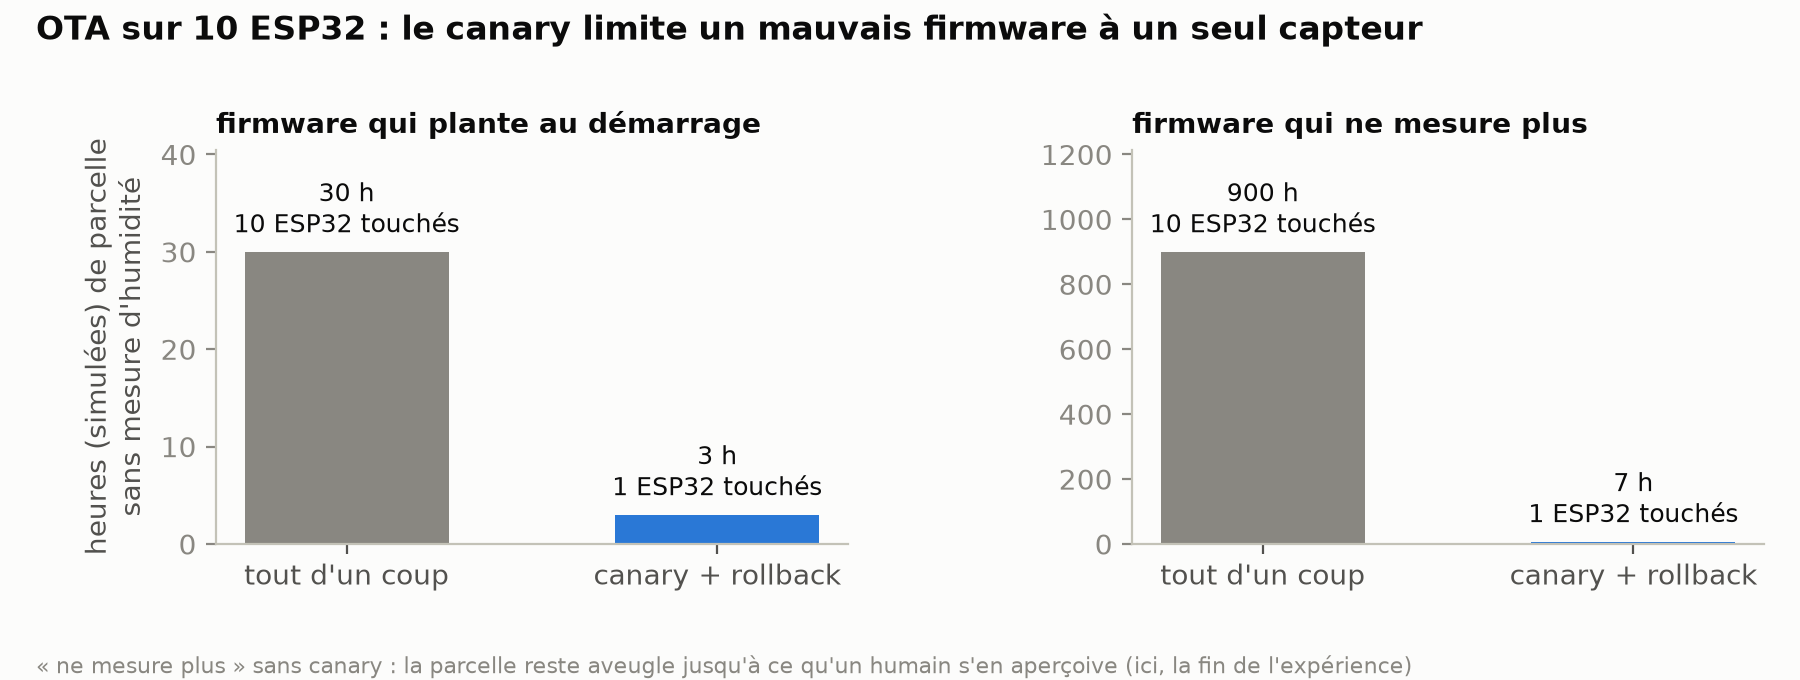 OTA sur 10 ESP32 : le canary limite un mauvais firmware à un seul capteur
firmware qui plante au démarrage
heures (simulées) de parcelle
sans mesure d'humidité
40
30
20
10
0
30 h
10 ESP32 touchés
3 h
1 ESP32 touchés
tout d'un coup
canary + rollback
firmware qui ne mesure plus
1200
1000
800
600
400
200
0
900 h
10 ESP32 touchés
7 h
1 ESP32 touchés
tout d'un coup
canary + rollback
« ne mesure plus » sans canary : la parcelle reste aveugle jusqu'à ce qu'un humain s'en aperçoive (ici, la fin de l'expérience)